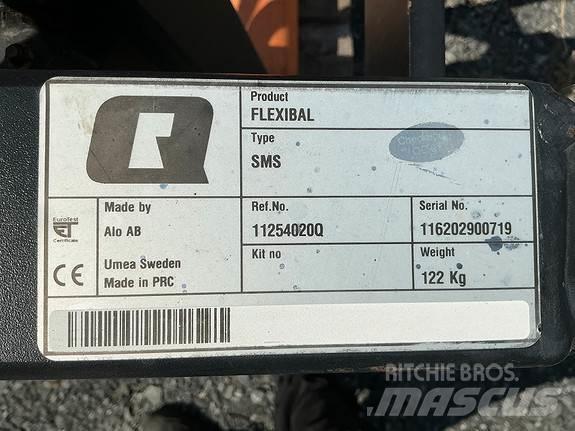 Product
FLEXIBAL
Type
SMS
EuroTest
Certificate
Made by
Alo AB
Ref.No.
11254020Q
Serial No.
116202900719
CE
Umea Sweden
Made in PRC
Kit no
Weight
122 Kg
RITCHIE BROS.
MASCUS